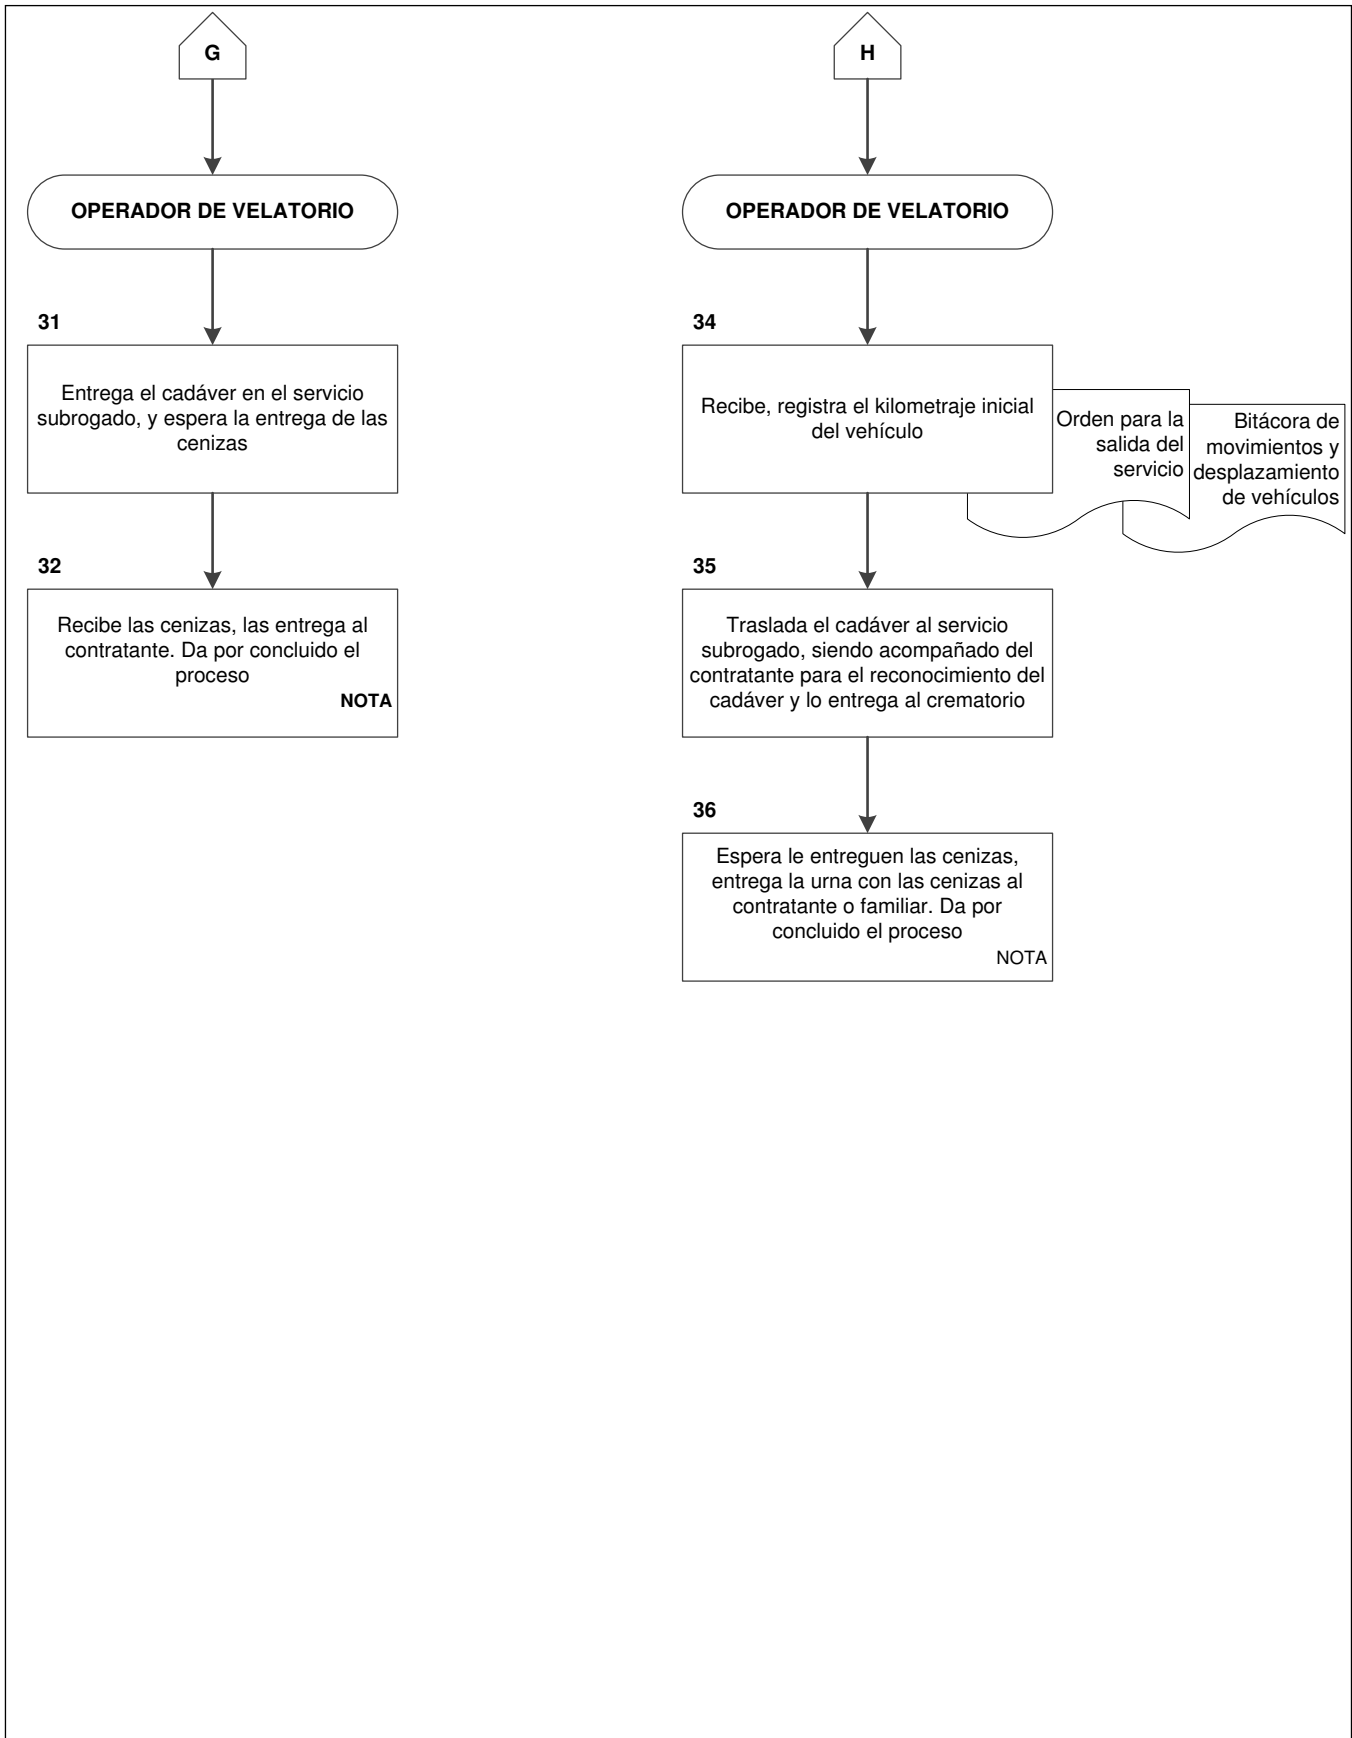 G
OPERADOR DE VELATORIO
31
Entrega el cadáver en el servicio
subrogado, y espera la entrega de las
cenizas
32
Recibe las cenizas, las entrega al
contratante. Da por concluido el
proceso
NOTA
H
OPERADOR DE VELATORIO
34
Recibe, registra el kilometraje inicial
del vehículo
Orden para la
salida del
servicio
Bitácora de
movimientos y
desplazamiento
de vehículos
35
Traslada el cadáver al servicio
subrogado, siendo acompañado del
contratante para el reconocimiento del
cadáver y lo entrega al crematorio
36
Espera le entreguen las cenizas,
entrega la urna con las cenizas al
contratante o familiar. Da por
concluido el proceso
NOTA